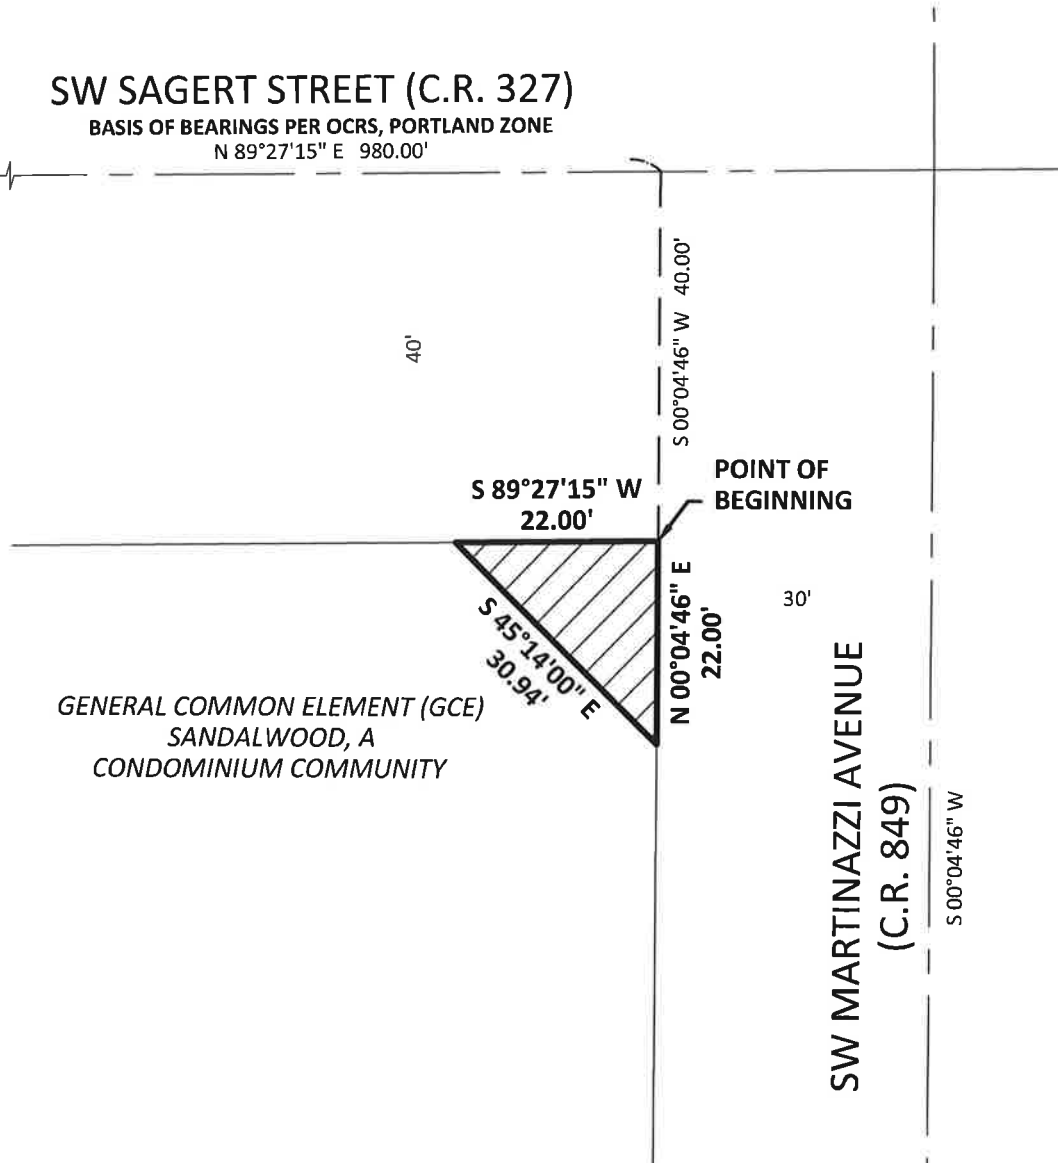 SW SAGERT STREET (C.R. 327)
BASIS OF BEARINGS PER OCRS, PORTLAND ZONE
N 89°27'15" E 980.00'
S 00°04'46" W 40.00'
40'
POINT OF
BEGINNING
S 89°27'15" W
22.00'
N 00°04'46" E
22.00'
30'
S 45°14'00" E
30.94'
GENERAL COMMON ELEMENT (GCE)
SANDALWOOD, A
CONDOMINIUM COMMUNITY
SW MARTINAZZI AVENUE
(C.R. 849)
S 00°04'46" W